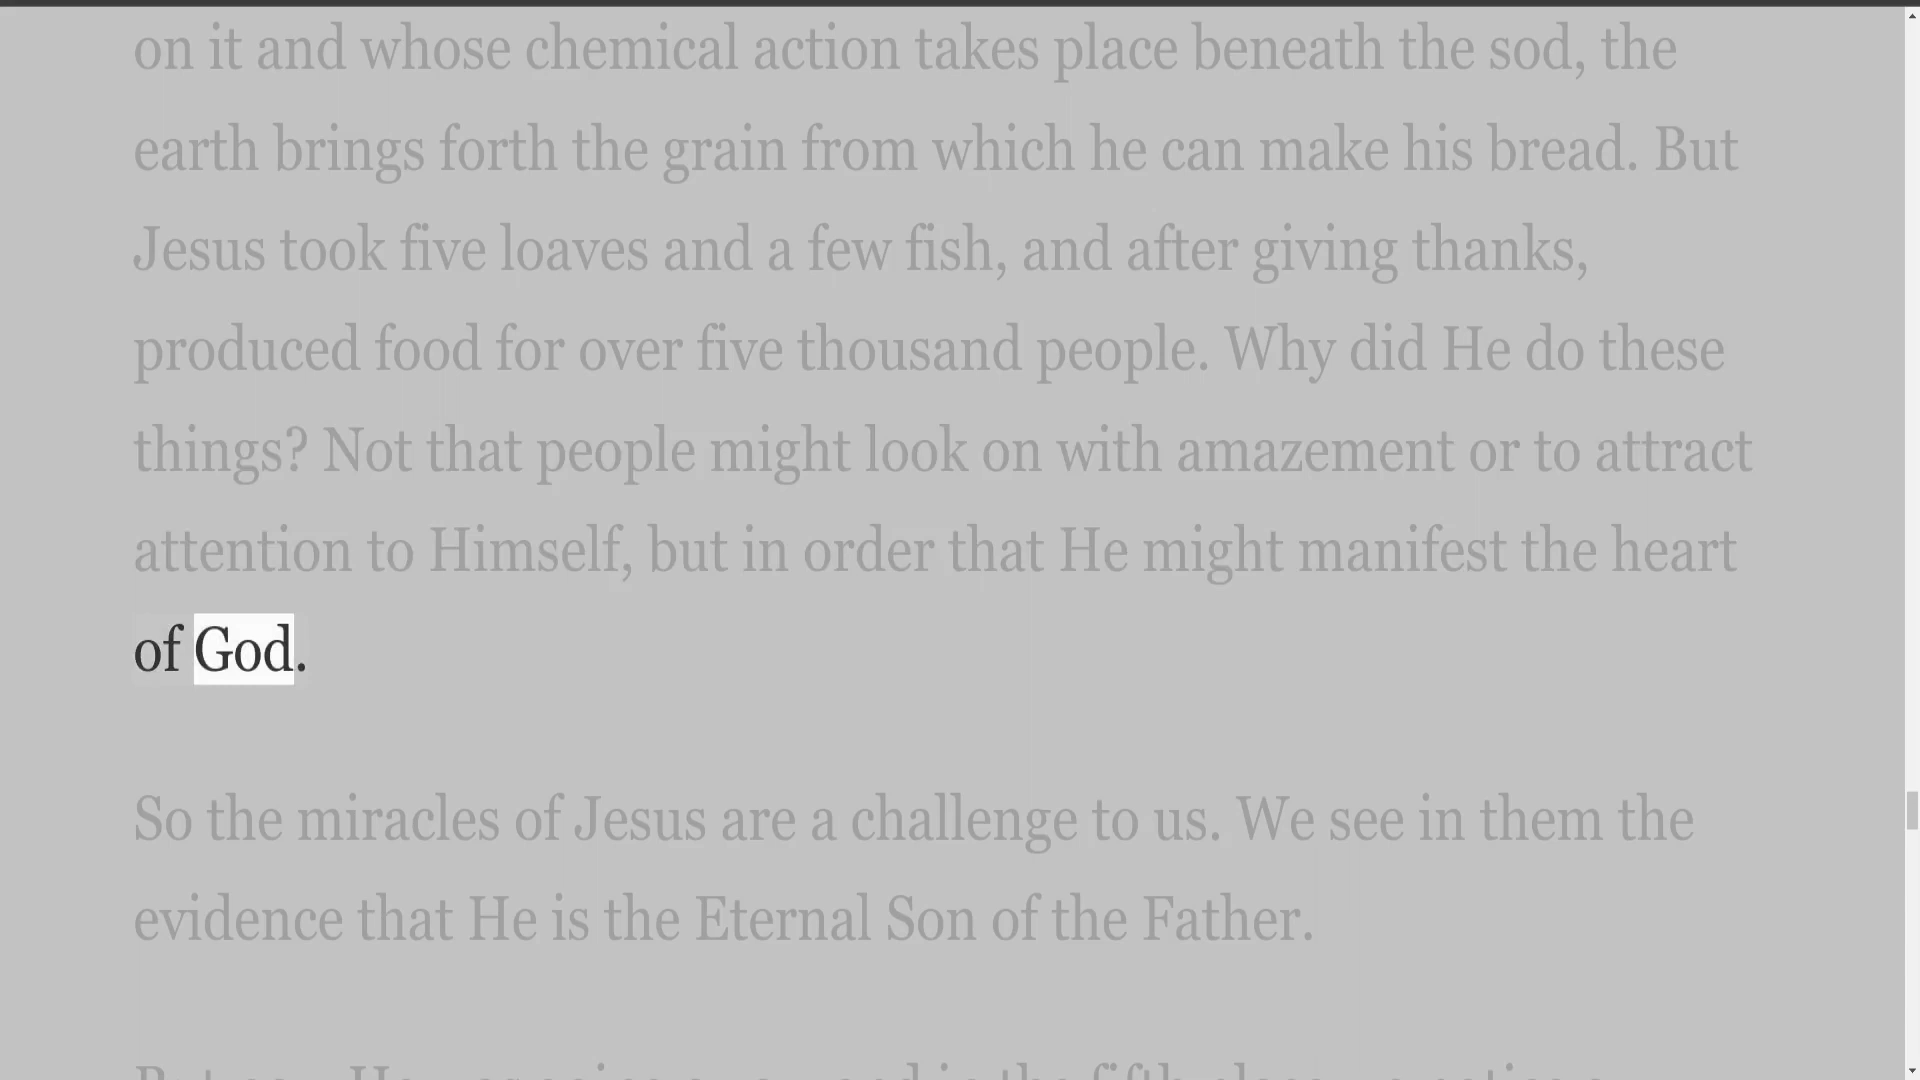 on it and whose chemical action takes place beneath the sod, the
earth brings forth the grain from which he can make his bread. But
Jesus took five loaves and a few fish, and after giving thanks,
produced food for over five thousand people. Why did He do these
things? Not that people might look on with amazement or to attract
attention to Himself, but in order that He might manifest the heart
of God.
So the miracles of Jesus are a challenge to us. We see in them the
evidence that He is the Eternal Son of the Father.